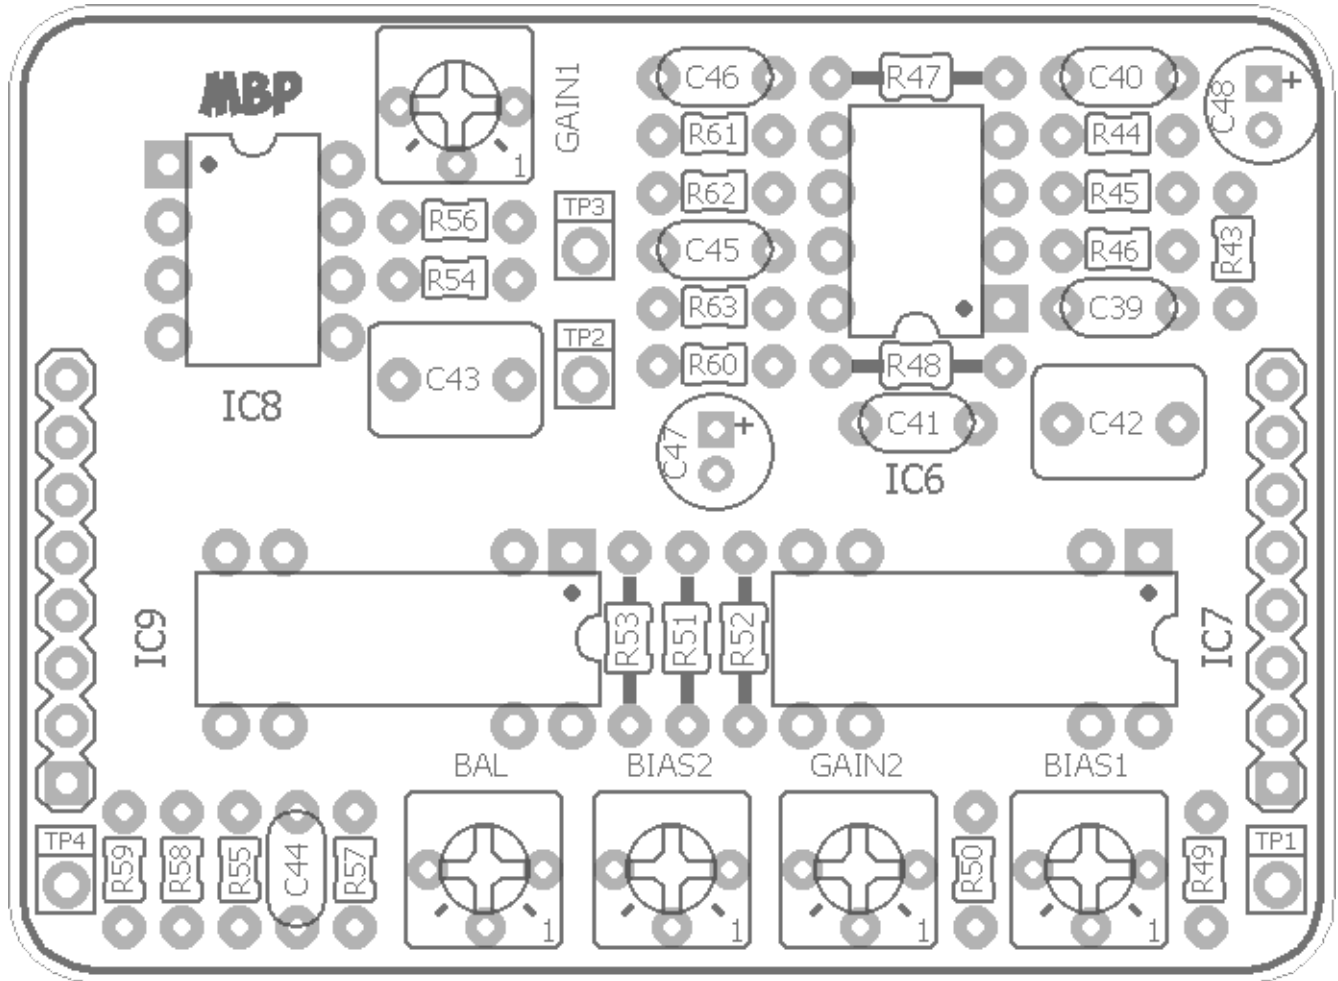 MBP
GAIN1
1
C46
R47
C40
C48
+
R61
R44
R62
R45
R56
TP3
C45
R46
R43
R54
R63
C39
TP2
R60
R48
C43
IC8
C47
+
C41
C42
IC6
IC9
R53
R51
R52
IC7
BAL
BIAS2
GAIN2
BIAS1
TP4
R59
R58
R55
C44
R57
R50
R49
TP1
1
1
1
1